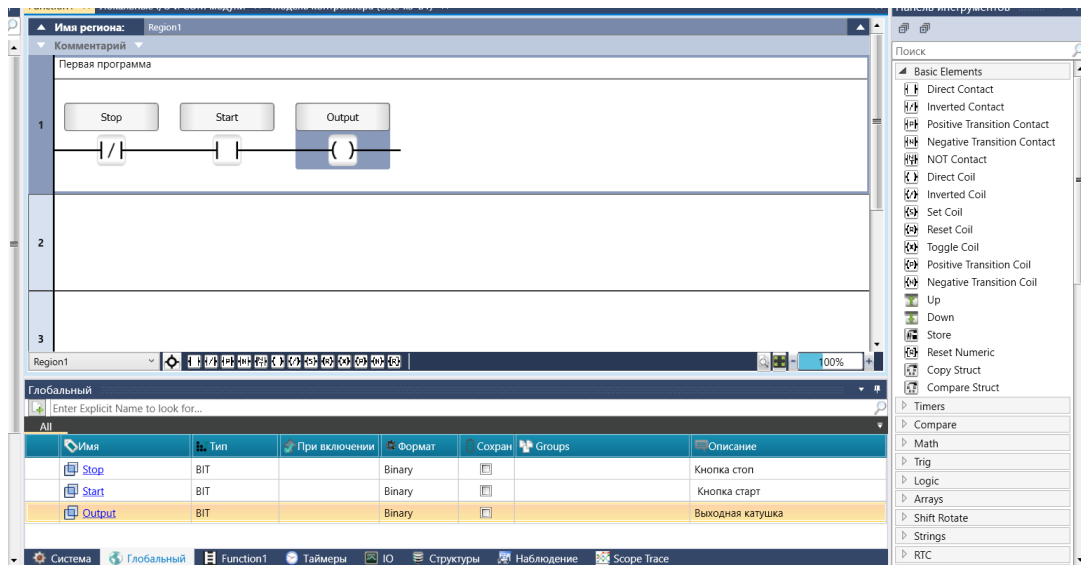 Имя региона: Region1
Комментарий
Первая программа
1
Stop
Start
Output
2
3
Region1
100%
Глобальный
Enter Explicit Name to look for...
All
Имя Тип При включении Формат Сохран Groups Описание
Stop BIT Binary Кнопка стоп
Start BIT Binary Кнопка старт
Output BIT Binary Выходная катушка
Система Глобальный Function1 Таймеры IO Структуры Наблюдение Scope Trace
Панель инструментов
Поиск
Basic Elements
Direct Contact
Inverted Contact
Positive Transition Contact
Negative Transition Contact
NOT Contact
Direct Coil
Inverted Coil
Set Coil
Reset Coil
Toggle Coil
Positive Transition Coil
Negative Transition Coil
Up
Down
Store
Reset Numeric
Copy Struct
Compare Struct
Timers
Compare
Math
Trig
Logic
Arrays
Shift Rotate
Strings
RTC